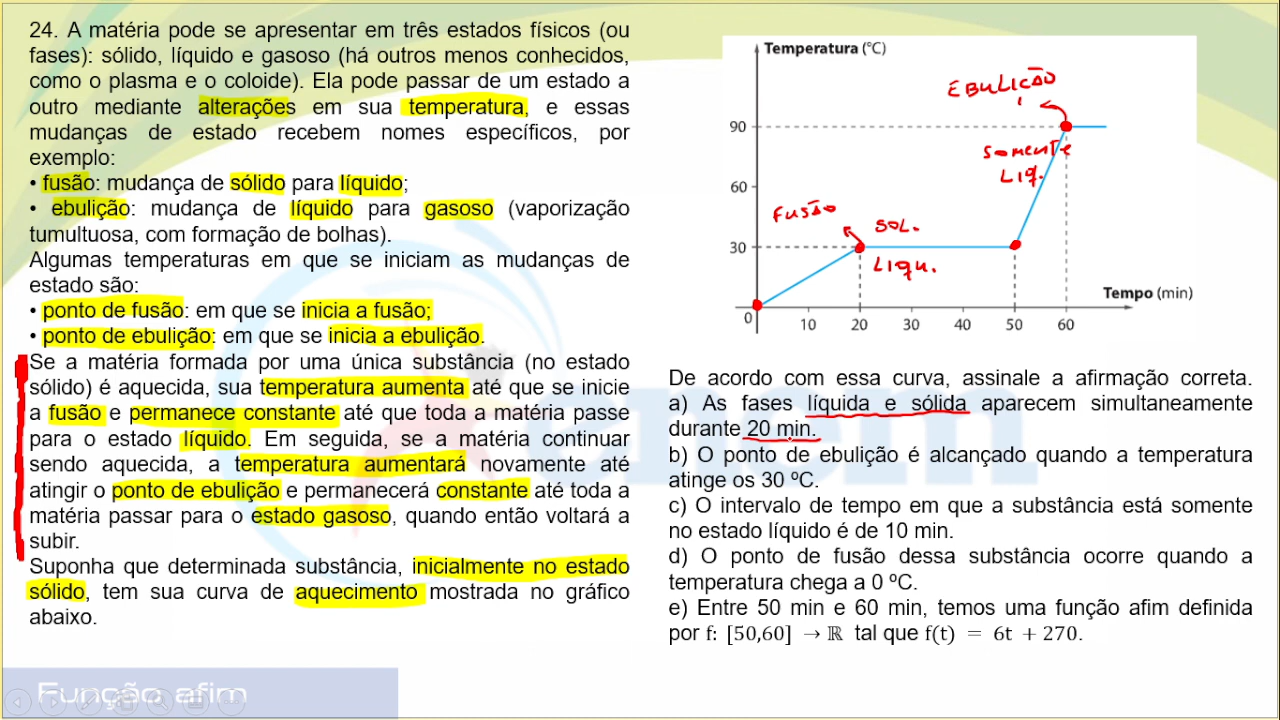 24. A matéria pode se apresentar em três estados físicos (ou
fases): sólido, líquido e gasoso (há outros menos conhecidos,
como o plasma e o coloide). Ela pode passar de um estado a
outro mediante alterações em sua temperatura, e essas
mudanças de estado recebem nomes específicos, por
exemplo:
• fusão: mudança de sólido para líquido;
• ebulição: mudança de líquido para gasoso (vaporização
tumultuosa, com formação de bolhas).
Algumas temperaturas em que se iniciam as mudanças de
estado são:
• ponto de fusão: em que se inicia a fusão;
• ponto de ebulição: em que se inicia a ebulição.
Se a matéria formada por uma única substância (no estado
sólido) é aquecida, sua temperatura aumenta até que se inicie
a fusão e permanece constante até que toda a matéria passe
para o estado líquido. Em seguida, se a matéria continuar
sendo aquecida, a temperatura aumentará novamente até
atingir o ponto de ebulição e permanecerá constante até toda a
matéria passar para o estado gasoso, quando então voltará a
subir.
Suponha que determinada substância, inicialmente no estado
sólido, tem sua curva de aquecimento mostrada no gráfico
abaixo.
Temperatura (°C)
EBULIÇÃO
90
SOMENTE
LIQ.
60
FUSÃO
SOL.
30
LIQU.
Tempo (min)
0 10 20 30 40 50 60
De acordo com essa curva, assinale a afirmação correta.
a) As fases líquida e sólida aparecem simultaneamente
durante 20 min.
b) O ponto de ebulição é alcançado quando a temperatura
atinge os 30 ºC.
c) O intervalo de tempo em que a substância está somente
no estado líquido é de 10 min.
d) O ponto de fusão dessa substância ocorre quando a
temperatura chega a 0 ºC.
e) Entre 50 min e 60 min, temos uma função afim definida
por f: [50,60] → ℝ tal que f(t) = 6t + 270.
enem
Função afim